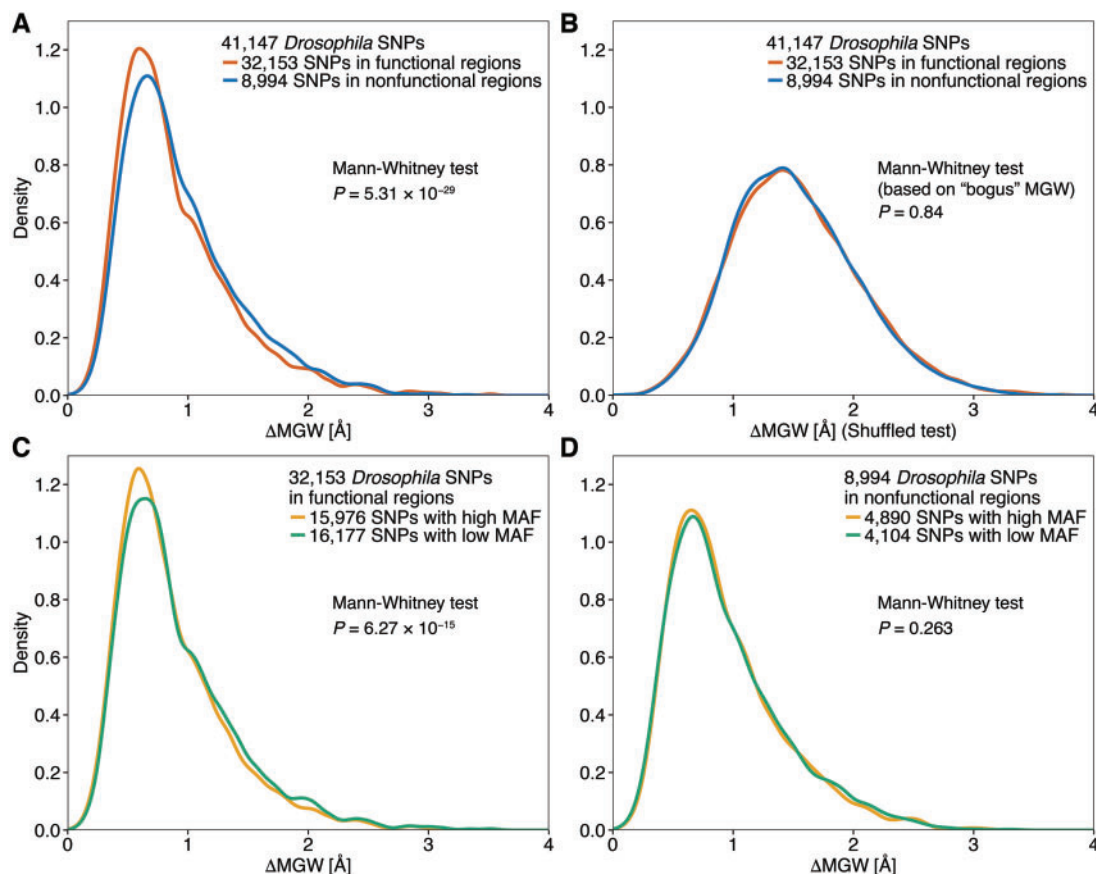 A
41,147 Drosophila SNPs
32,153 SNPs in functional regions
8,994 SNPs in nonfunctional regions
Mann-Whitney test
P = 5.31 × 10⁻²⁹
Density
1.2
1.0
0.8
0.6
0.4
0.2
0.0
0 1 2 3 4
ΔMGW [Å]
B
41,147 Drosophila SNPs
32,153 SNPs in functional regions
8,994 SNPs in nonfunctional regions
Mann-Whitney test
(based on “bogus” MGW)
P = 0.84
1.2
1.0
0.8
0.6
0.4
0.2
0.0
0 1 2 3 4
ΔMGW [Å] (Shuffled test)
C
32,153 Drosophila SNPs
in functional regions
15,976 SNPs with high MAF
16,177 SNPs with low MAF
Mann-Whitney test
P = 6.27 × 10⁻¹⁵
Density
1.2
1.0
0.8
0.6
0.4
0.2
0.0
0 1 2 3 4
ΔMGW [Å]
D
8,994 Drosophila SNPs
in nonfunctional regions
4,890 SNPs with high MAF
4,104 SNPs with low MAF
Mann-Whitney test
P = 0.263
1.2
1.0
0.8
0.6
0.4
0.2
0.0
0 1 2 3 4
ΔMGW [Å]